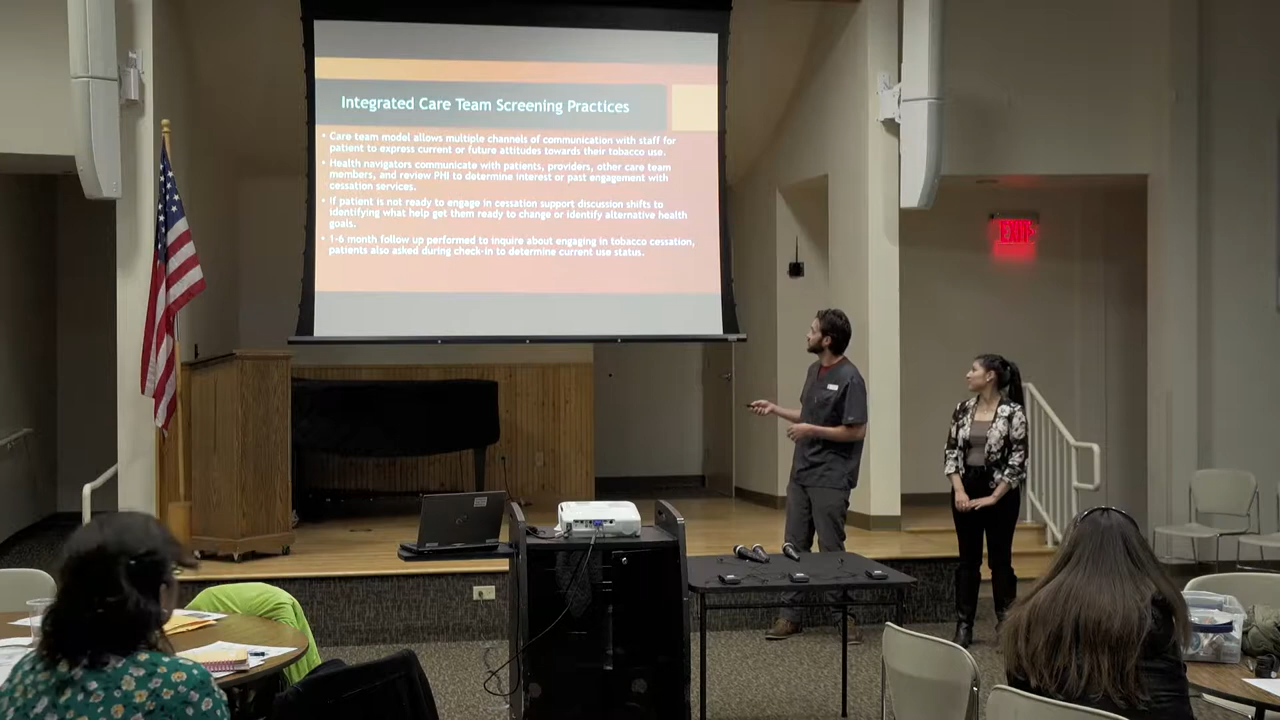 Integrated Care Team Screening Practices
• Care team model allows multiple channels of communication with staff for
patient to express current or future attitudes towards their tobacco use.
• Health navigators communicate with patients, providers, other care team
members, and review PHI to determine interest or past engagement with
cessation services.
• If patient is not ready to engage in cessation support discussion shifts to
identifying what help get them ready to change or identify alternative health
goals.
• 1-6 month follow up performed to inquire about engaging in tobacco cessation,
patients also asked during check-in to determine current use status.
EXIT